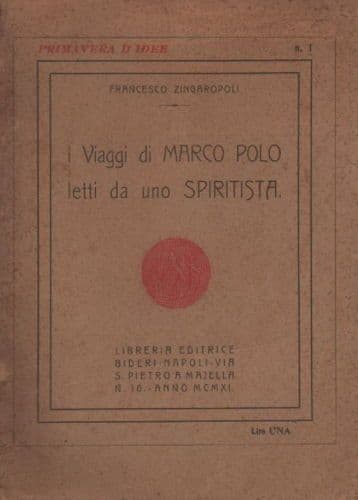 PRIMAVERA D'IDEE n. 1
FRANCESCO ZINGAROPOLI
I Viaggi di MARCO POLO
letti da uno SPIRITISTA.
LIBRERIA EDITRICE
BIDERI-NAPOLI-VIA
S. PIETRO A MAJELLA
N. 16.-ANNO MCMXI.
Lire UNA